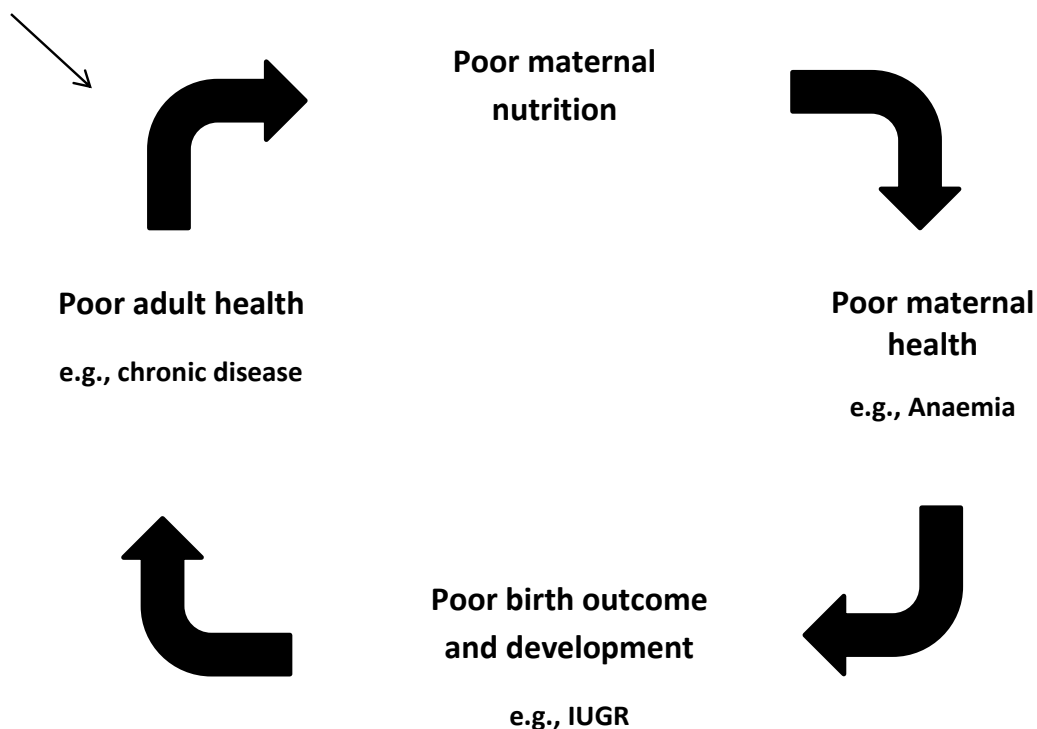 Poor maternal
nutrition
Poor adult health
e.g., chronic disease
Poor maternal
health
e.g., Anaemia
Poor birth outcome
and development
e.g., IUGR